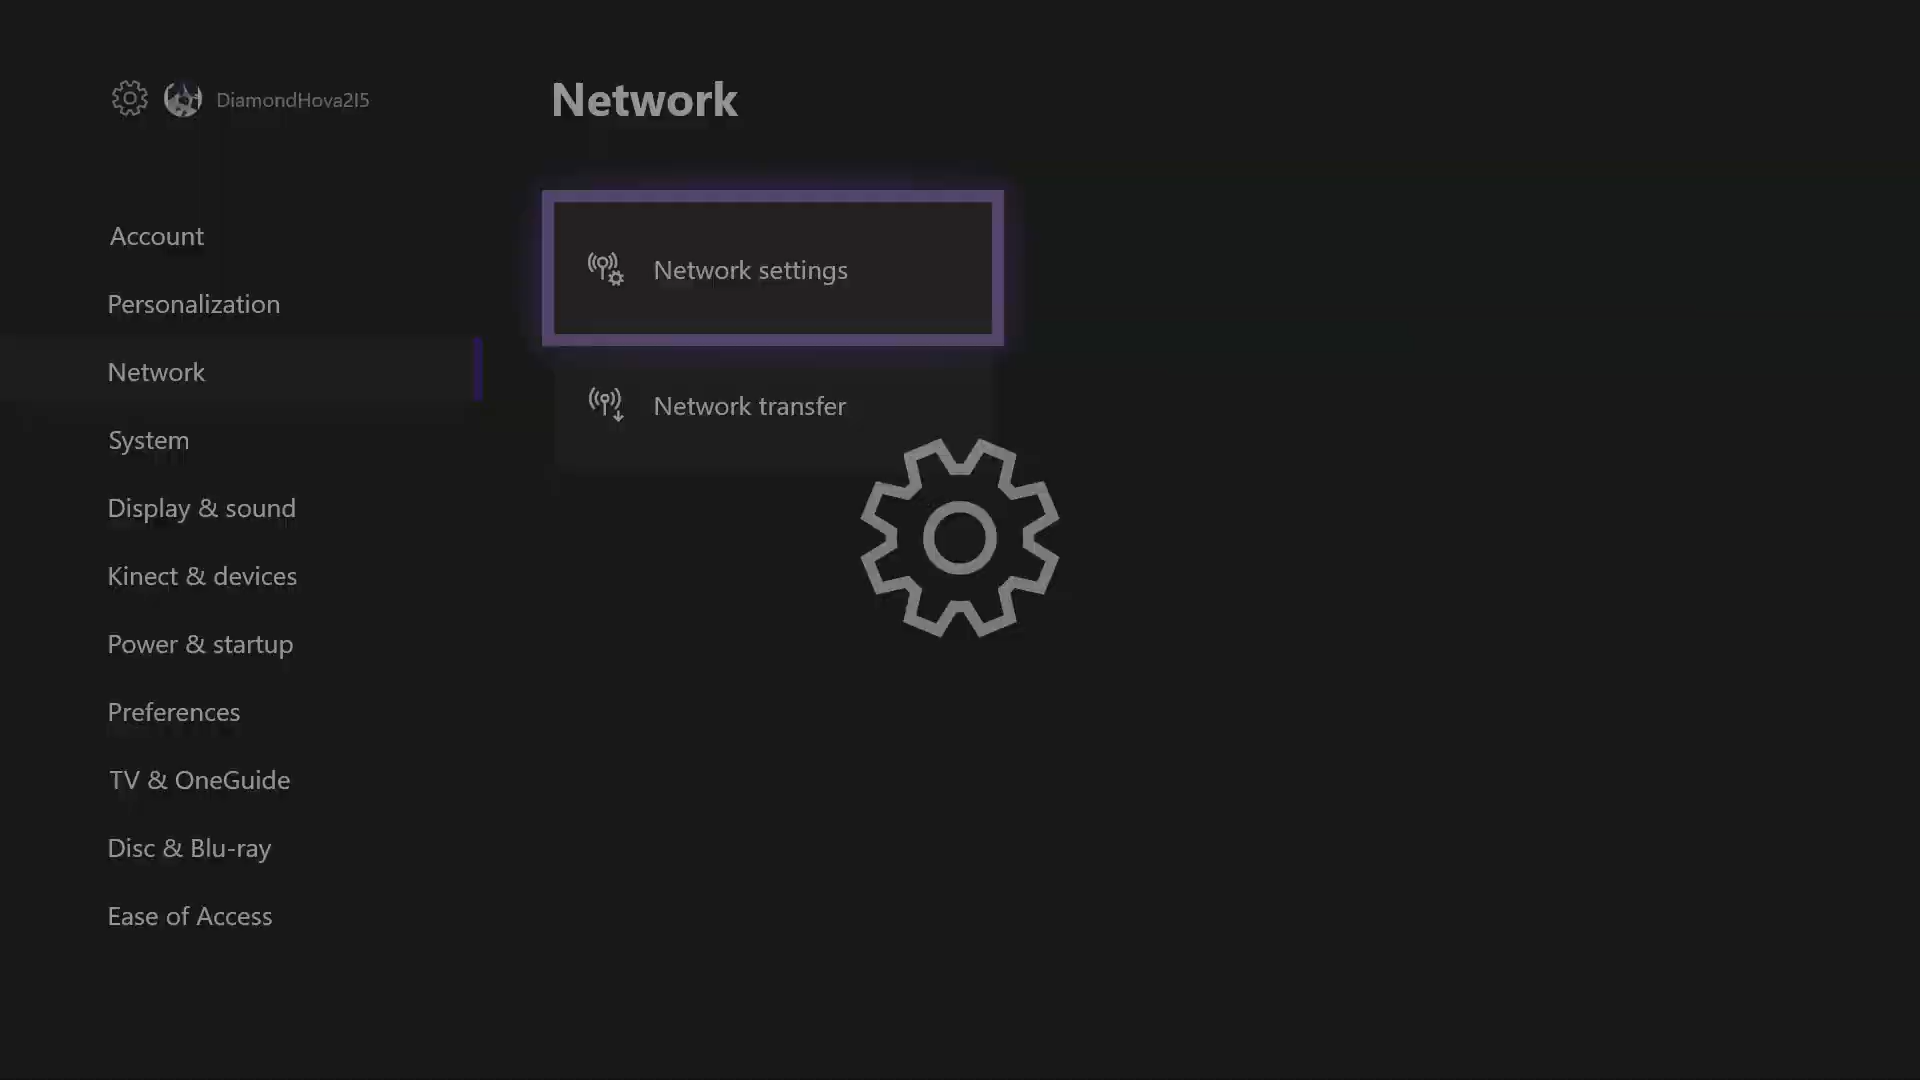 DiamondHova2I5
Network
Account
Personalization
Network
System
Display & sound
Kinect & devices
Power & startup
Preferences
TV & OneGuide
Disc & Blu-ray
Ease of Access
Network settings
Network transfer